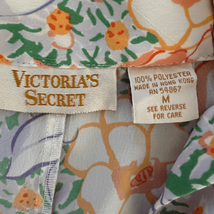 VICTORIA'S
SECRET
100% POLYESTER
MADE IN HONG KONG
RN 54867
M
SEE REVERSE
FOR CARE